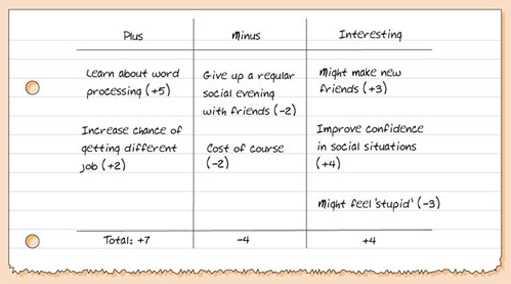 Plus
Minus
Interesting
Learn about word
processing (+5)
Increase chance of
getting different
job (+2)
Give up a regular
social evening
with friends (-2)
Cost of course
(-2)
Might make new
friends (+3)
Improve confidence
in social situations
(+4)
Might feel 'stupid' (-3)
Total: +7
-4
+4